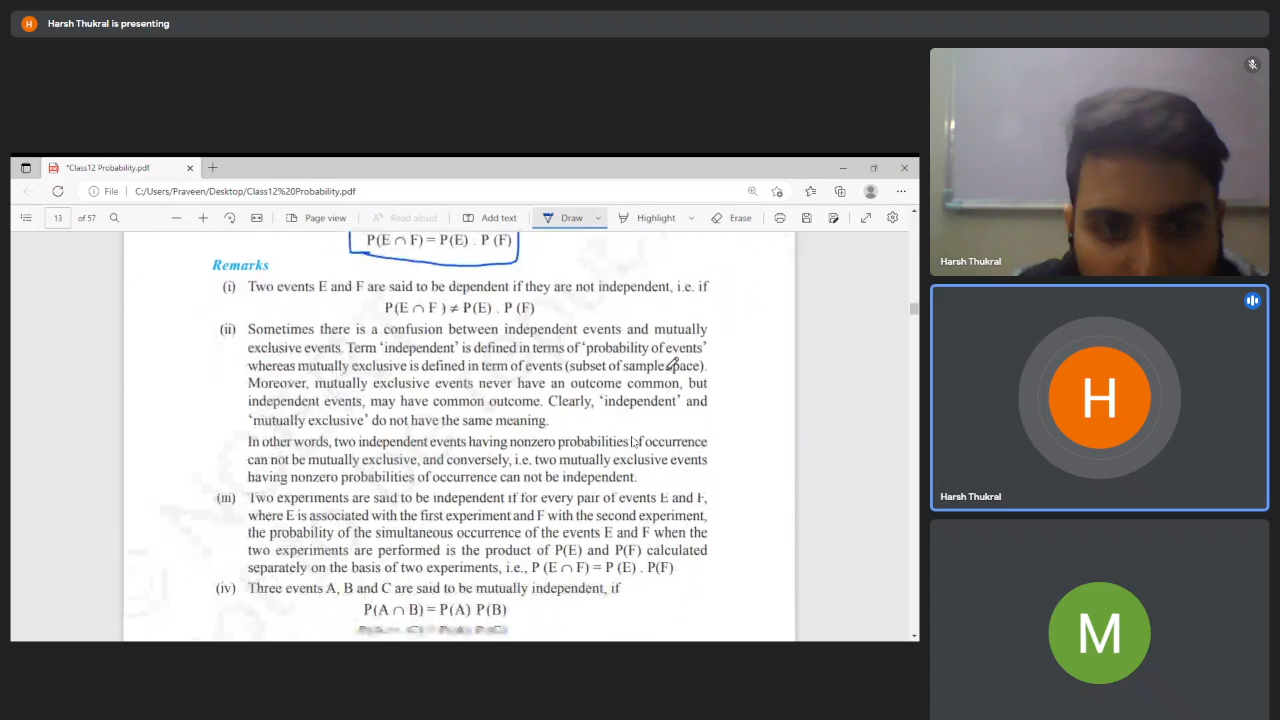 H Harsh Thukral is presenting
*Class12 Probability.pdf
File C:/Users/Praveen/Desktop/Class12%20Probability.pdf
13 of 57 Page view Read aloud Add text Draw Highlight Erase
P(E ∩ F) = P(E) . P (F)
Remarks
(i) Two events E and F are said to be dependent if they are not independent, i.e. if
P(E ∩ F ) ≠ P(E) . P (F)
(ii) Sometimes there is a confusion between independent events and mutually
exclusive events. Term ‘independent’ is defined in terms of ‘probability of events’
whereas mutually exclusive is defined in term of events (subset of sample space).
Moreover, mutually exclusive events never have an outcome common, but
independent events, may have common outcome. Clearly, ‘independent’ and
‘mutually exclusive’ do not have the same meaning.
In other words, two independent events having nonzero probabilities of occurrence
can not be mutually exclusive, and conversely, i.e. two mutually exclusive events
having nonzero probabilities of occurrence can not be independent.
(iii) Two experiments are said to be independent if for every pair of events E and F,
where E is associated with the first experiment and F with the second experiment,
the probability of the simultaneous occurrence of the events E and F when the
two experiments are performed is the product of P(E) and P(F) calculated
separately on the basis of two experiments, i.e., P (E ∩ F) = P (E) . P(F)
(iv) Three events A, B and C are said to be mutually independent, if
P(A ∩ B) = P(A) P(B)
Harsh Thukral
H
Harsh Thukral
M